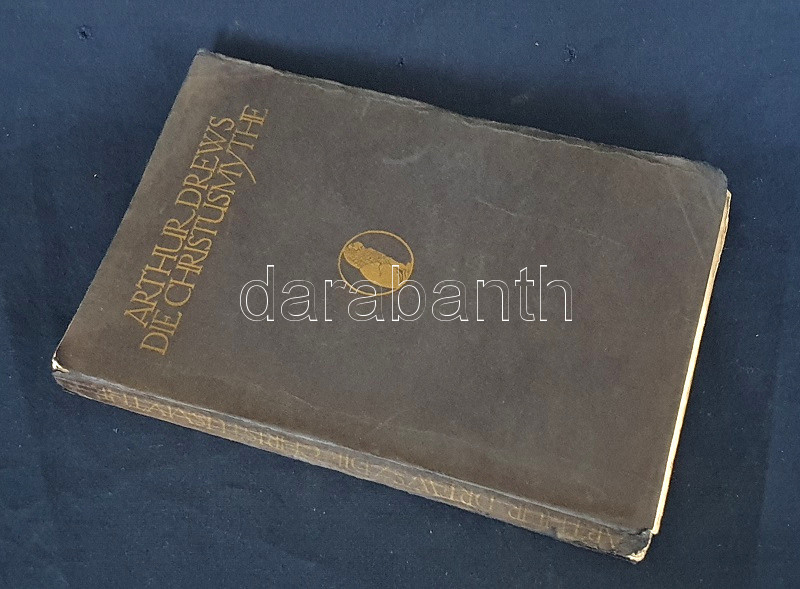 ARTHUR DREWS
DIE CHRISTUSMYTHE
darabanth
ARTHUR DREWS / DIE CHRISTUSMYTHE